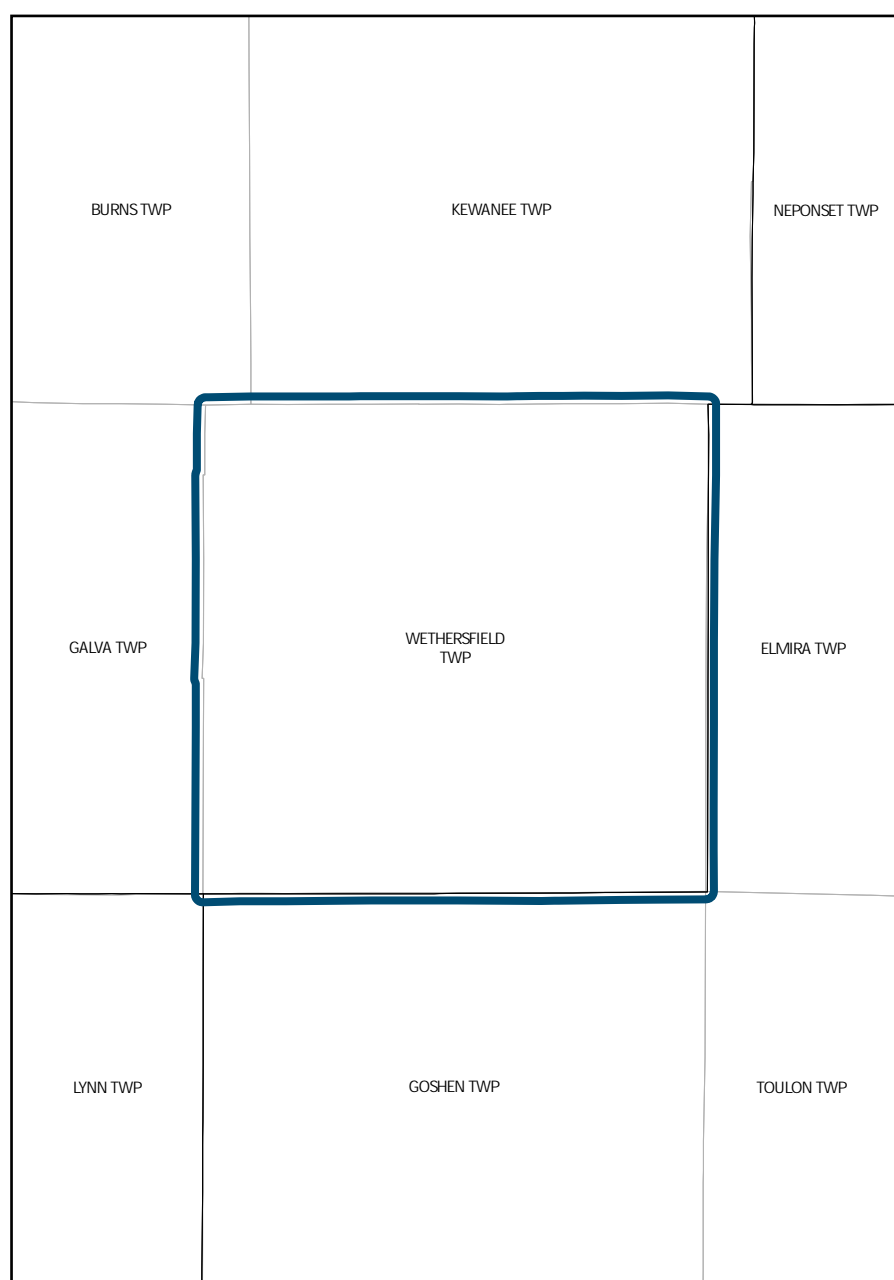 BURNS TWP
KEWANEE TWP
NEPONSET TWP
GALVA TWP
WETHERSFIELD
TWP
ELMIRA TWP
LYNN TWP
GOSHEN TWP
TOULON TWP